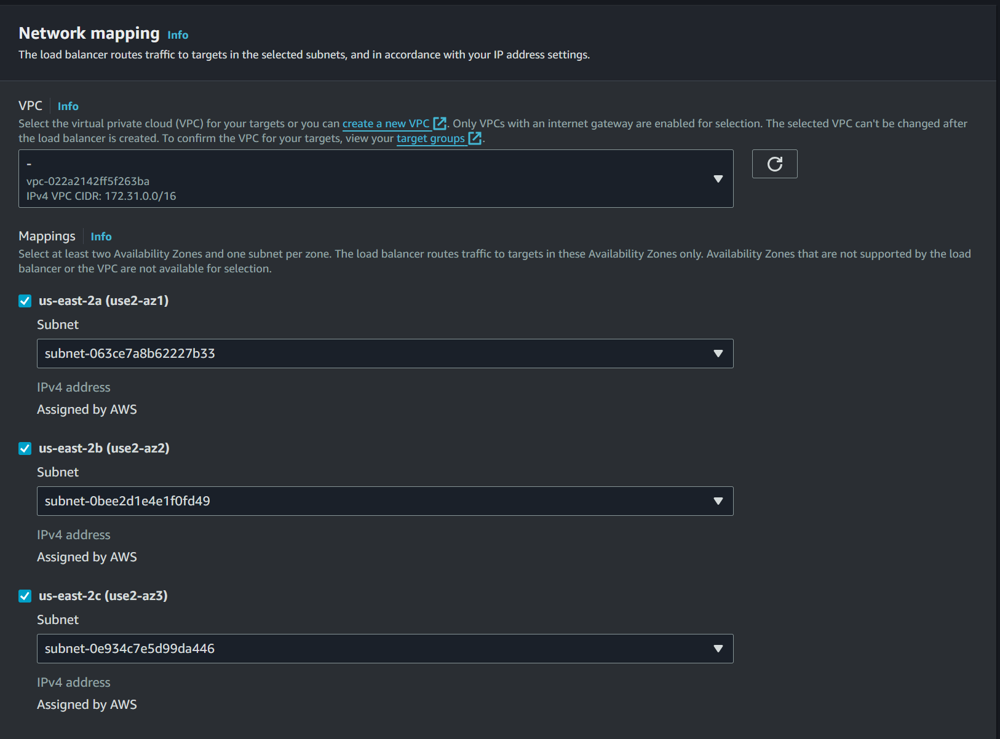 Network mapping Info
The load balancer routes traffic to targets in the selected subnets, and in accordance with your IP address settings.
VPC Info
Select the virtual private cloud (VPC) for your targets or you can create a new VPC. Only VPCs with an internet gateway are enabled for selection. The selected VPC can't be changed after
the load balancer is created. To confirm the VPC for your targets, view your target groups.
-
vpc-022a2142ff5f263ba
IPv4 VPC CIDR: 172.31.0.0/16
Mappings Info
Select at least two Availability Zones and one subnet per zone. The load balancer routes traffic to targets in these Availability Zones only. Availability Zones that are not supported by the load
balancer or the VPC are not available for selection.
us-east-2a (use2-az1)
Subnet
subnet-063ce7a8b62227b33
IPv4 address
Assigned by AWS
us-east-2b (use2-az2)
Subnet
subnet-0bee2d1e4e1f0fd49
IPv4 address
Assigned by AWS
us-east-2c (use2-az3)
Subnet
subnet-0e934c7e5d99da446
IPv4 address
Assigned by AWS